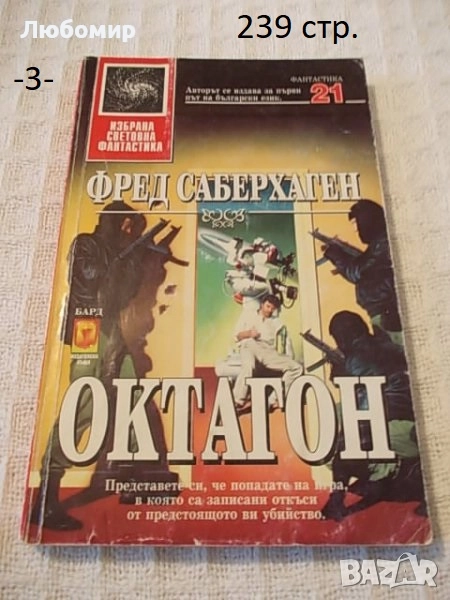 Любомир
239 стр.
-3-
ФАНТАСТИКА
Авторът се издава за първи
път на български език.
21
ИЗБРАНА
СВЕТОВНА
ФАНТАСТИКА
ФРЕД САБЕРХАГЕН
БАРД
ОКТАГОН
Представете си, че попадате на игра,
в която са записани откъси
от предстоящото ви убийство.
BAZAR